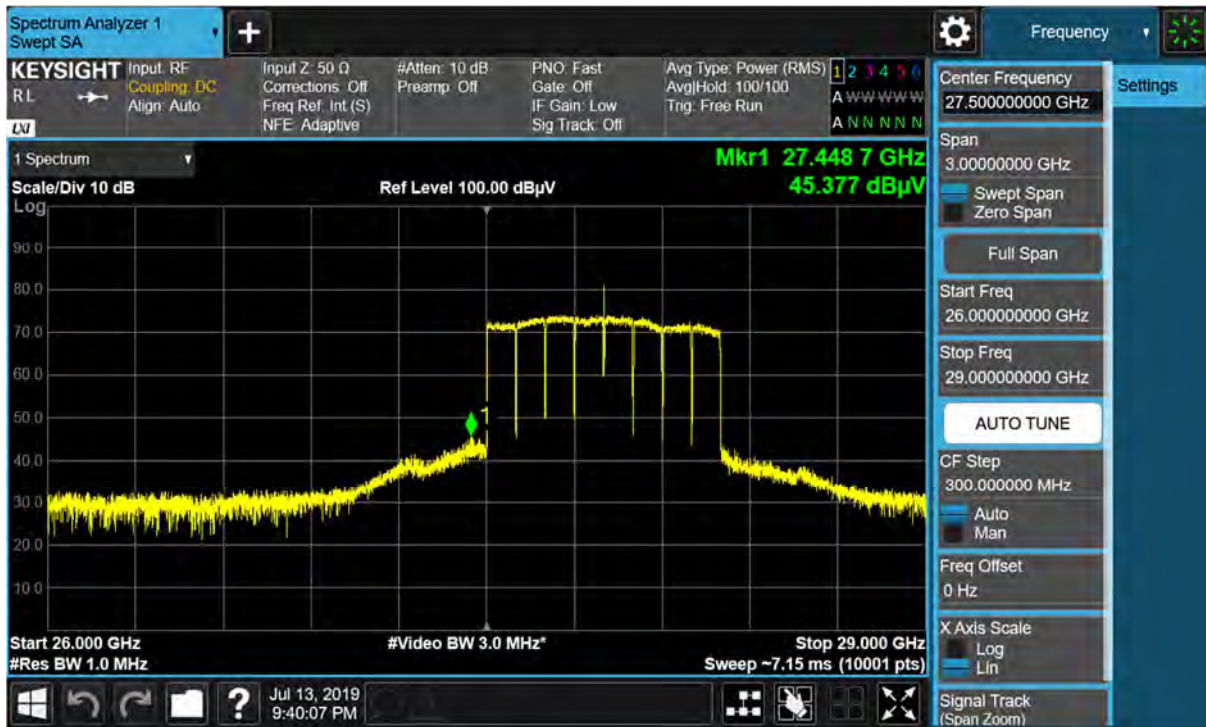 Spectrum Analyzer 1
Swept SA
+
Frequency
KEYSIGHT
RL
LXI
Input: RF
Coupling: DC
Align: Auto
Input Z: 50 Ω
Corrections: Off
Freq Ref: Int (S)
NFE: Adaptive
#Atten: 10 dB
Preamp: Off
PNO: Fast
Gate: Off
IF Gain: Low
Sig Track: Off
Avg Type: Power (RMS)
Avg|Hold: 100/100
Trig: Free Run
1 2 3 4 5 6
A W W W W W
A N N N N N
1 Spectrum
Scale/Div 10 dB
Ref Level 100.00 dBµV
Mkr1 27.448 7 GHz
45.377 dBµV
Log
90.0
80.0
70.0
60.0
50.0
40.0
30.0
20.0
10.0
1
Start 26.000 GHz
#Video BW 3.0 MHz*
Stop 29.000 GHz
#Res BW 1.0 MHz
Sweep ~7.15 ms (10001 pts)
?
Jul 13, 2019
9:40:07 PM
Center Frequency
27.500000000 GHz
Settings
Span
3.00000000 GHz
Swept Span
Zero Span
Full Span
Start Freq
26.000000000 GHz
Stop Freq
29.000000000 GHz
AUTO TUNE
CF Step
300.000000 MHz
Auto
Man
Freq Offset
0 Hz
X Axis Scale
Log
Lin
Signal Track
(Span Zoom)